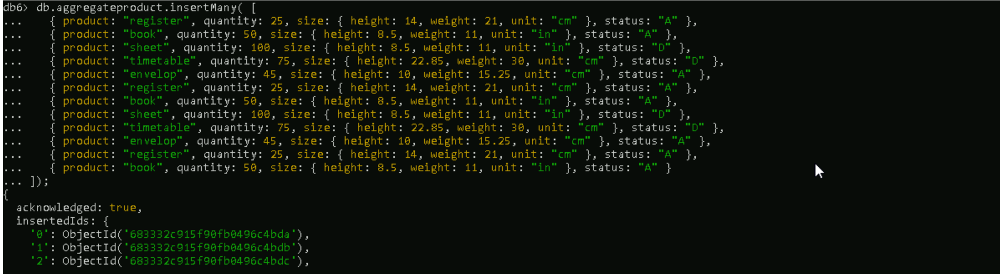 db6> db.aggregateproduct.insertMany( [
...    { product: "register", quantity: 25, size: { height: 14, weight: 21, unit: "cm" }, status: "A" },
...    { product: "book", quantity: 50, size: { height: 8.5, weight: 11, unit: "in" }, status: "A" },
...    { product: "sheet", quantity: 100, size: { height: 8.5, weight: 11, unit: "in" }, status: "D" },
...    { product: "timetable", quantity: 75, size: { height: 22.85, weight: 30, unit: "cm" }, status: "D" },
...    { product: "envelop", quantity: 45, size: { height: 10, weight: 15.25, unit: "cm" }, status: "A" },
...    { product: "register", quantity: 25, size: { height: 14, weight: 21, unit: "cm" }, status: "A" },
...    { product: "book", quantity: 50, size: { height: 8.5, weight: 11, unit: "in" }, status: "A" },
...    { product: "sheet", quantity: 100, size: { height: 8.5, weight: 11, unit: "in" }, status: "D" },
...    { product: "timetable", quantity: 75, size: { height: 22.85, weight: 30, unit: "cm" }, status: "D" },
...    { product: "envelop", quantity: 45, size: { height: 10, weight: 15.25, unit: "cm" }, status: "A" },
...    { product: "register", quantity: 25, size: { height: 14, weight: 21, unit: "cm" }, status: "A" },
...    { product: "book", quantity: 50, size: { height: 8.5, weight: 11, unit: "in" }, status: "A" }
... ]);
{
  acknowledged: true,
  insertedIds: {
    '0': ObjectId('683332c915f90fb0496c4bda'),
    '1': ObjectId('683332c915f90fb0496c4bdb'),
    '2': ObjectId('683332c915f90fb0496c4bdc'),